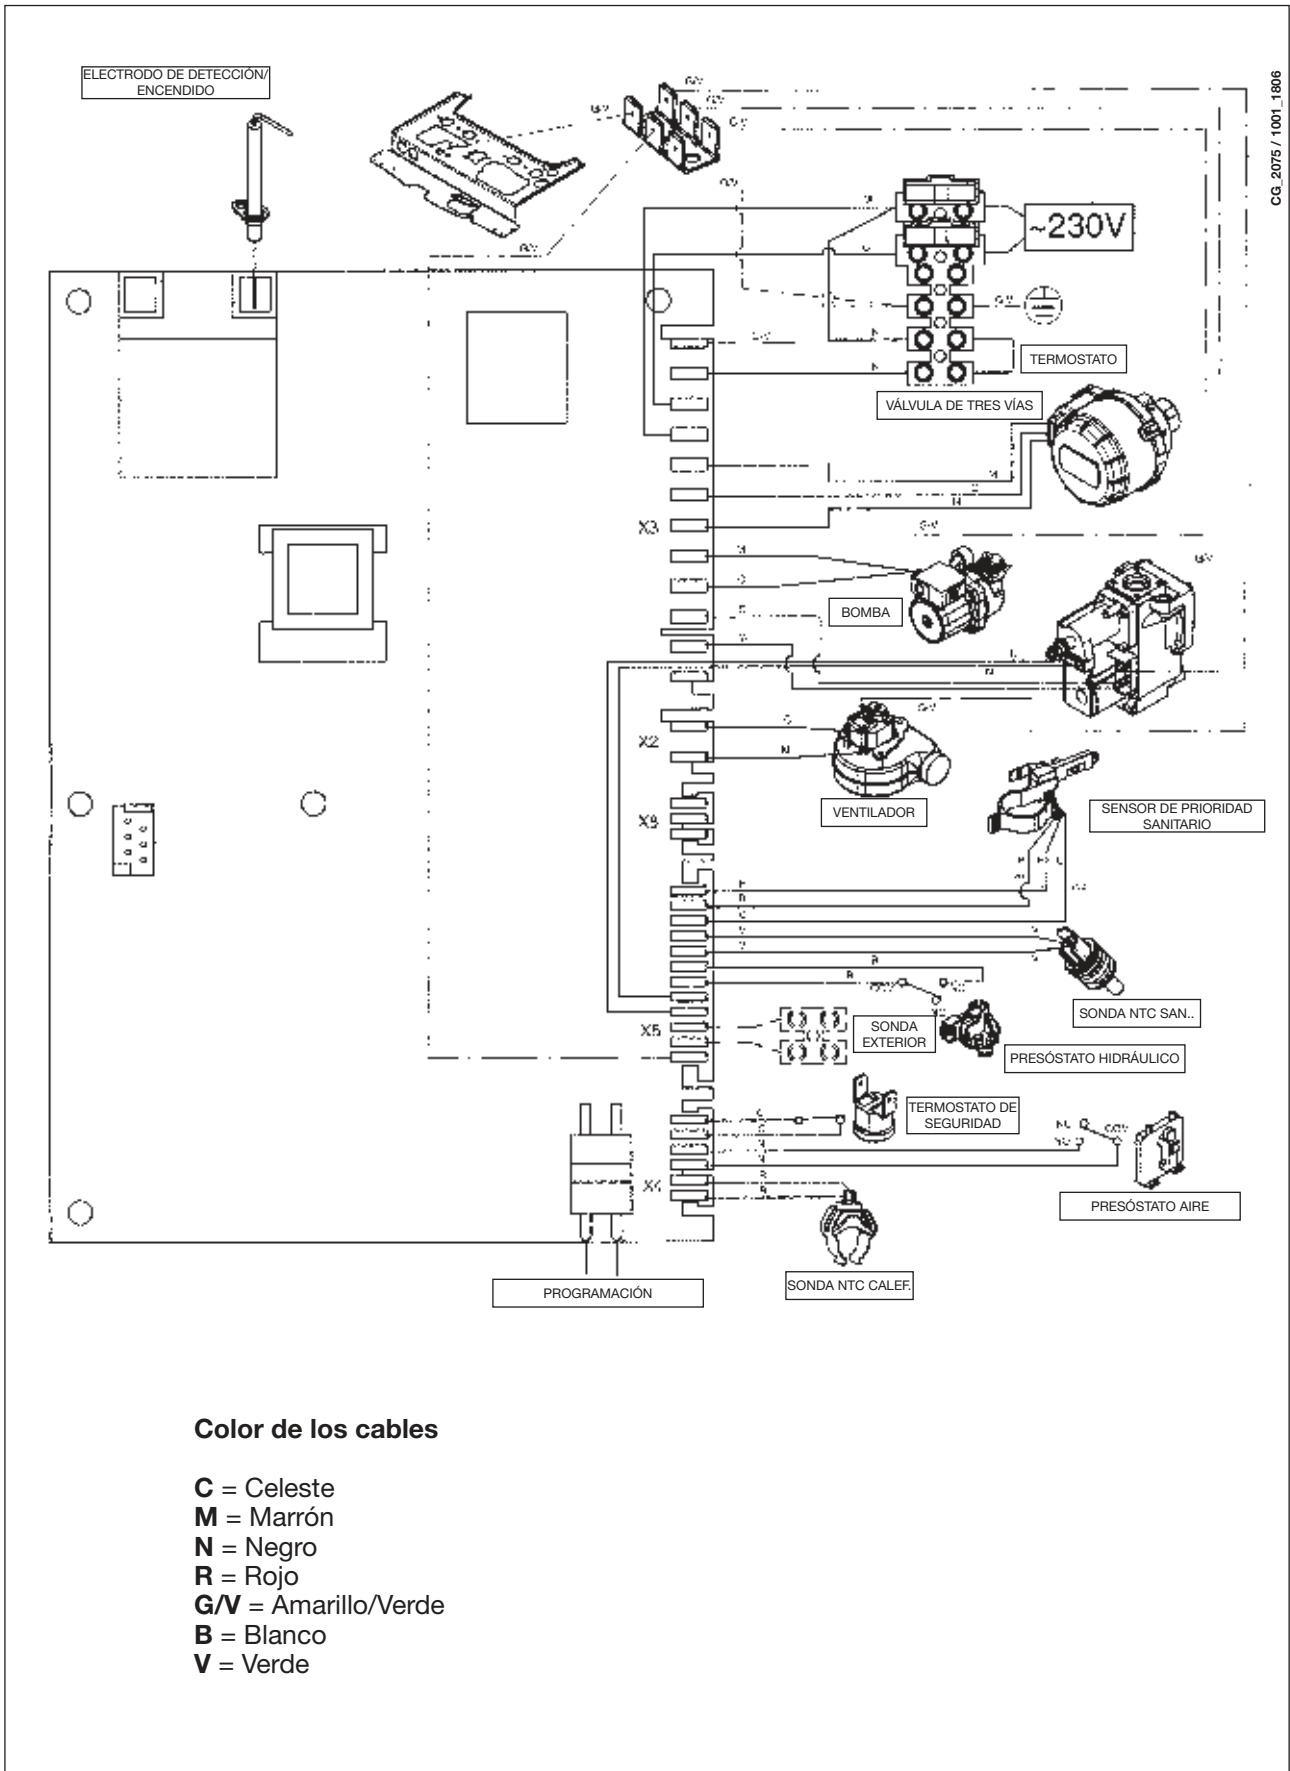 ELECTRODO DE DETECCIÓN/
ENCENDIDO
CG_2075 / 1001_1806
G/V
G/V
G/V
G/V
G/V
G/V
~230V
G/V
N
TERMOSTATO
VÁLVULA DE TRES VÍAS
M
N
X3
G/V
M
G/V
BOMBA
N
G/V
X2
N
VENTILADOR
SENSOR DE PRIORIDAD
SANITARIO
R
SONDA NTC SAN..
X5
SONDA
EXTERIOR
PRESÓSTATO HIDRÁULICO
TERMOSTATO DE
SEGURIDAD
X4
PRESÓSTATO AIRE
PROGRAMACIÓN
SONDA NTC CALEF.
Color de los cables
C = Celeste
M = Marrón
N = Negro
R = Rojo
G/V = Amarillo/Verde
B = Blanco
V = Verde